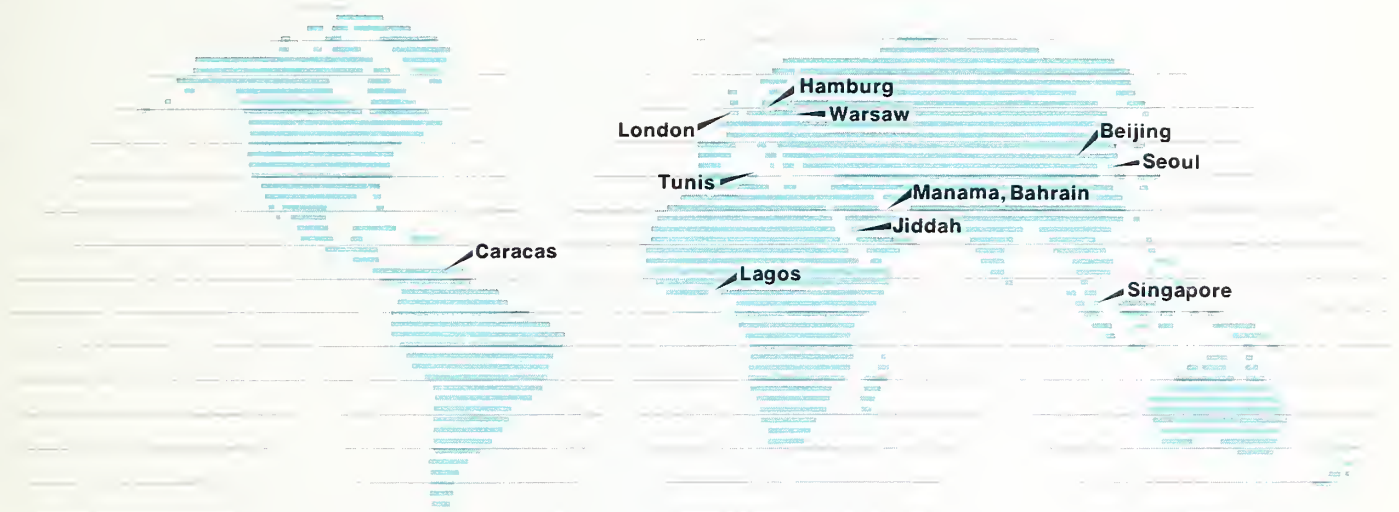 Hamburg
Warsaw
London
Beijing
Seoul
Tunis
Manama, Bahrain
Jiddah
Caracas
Lagos
Singapore